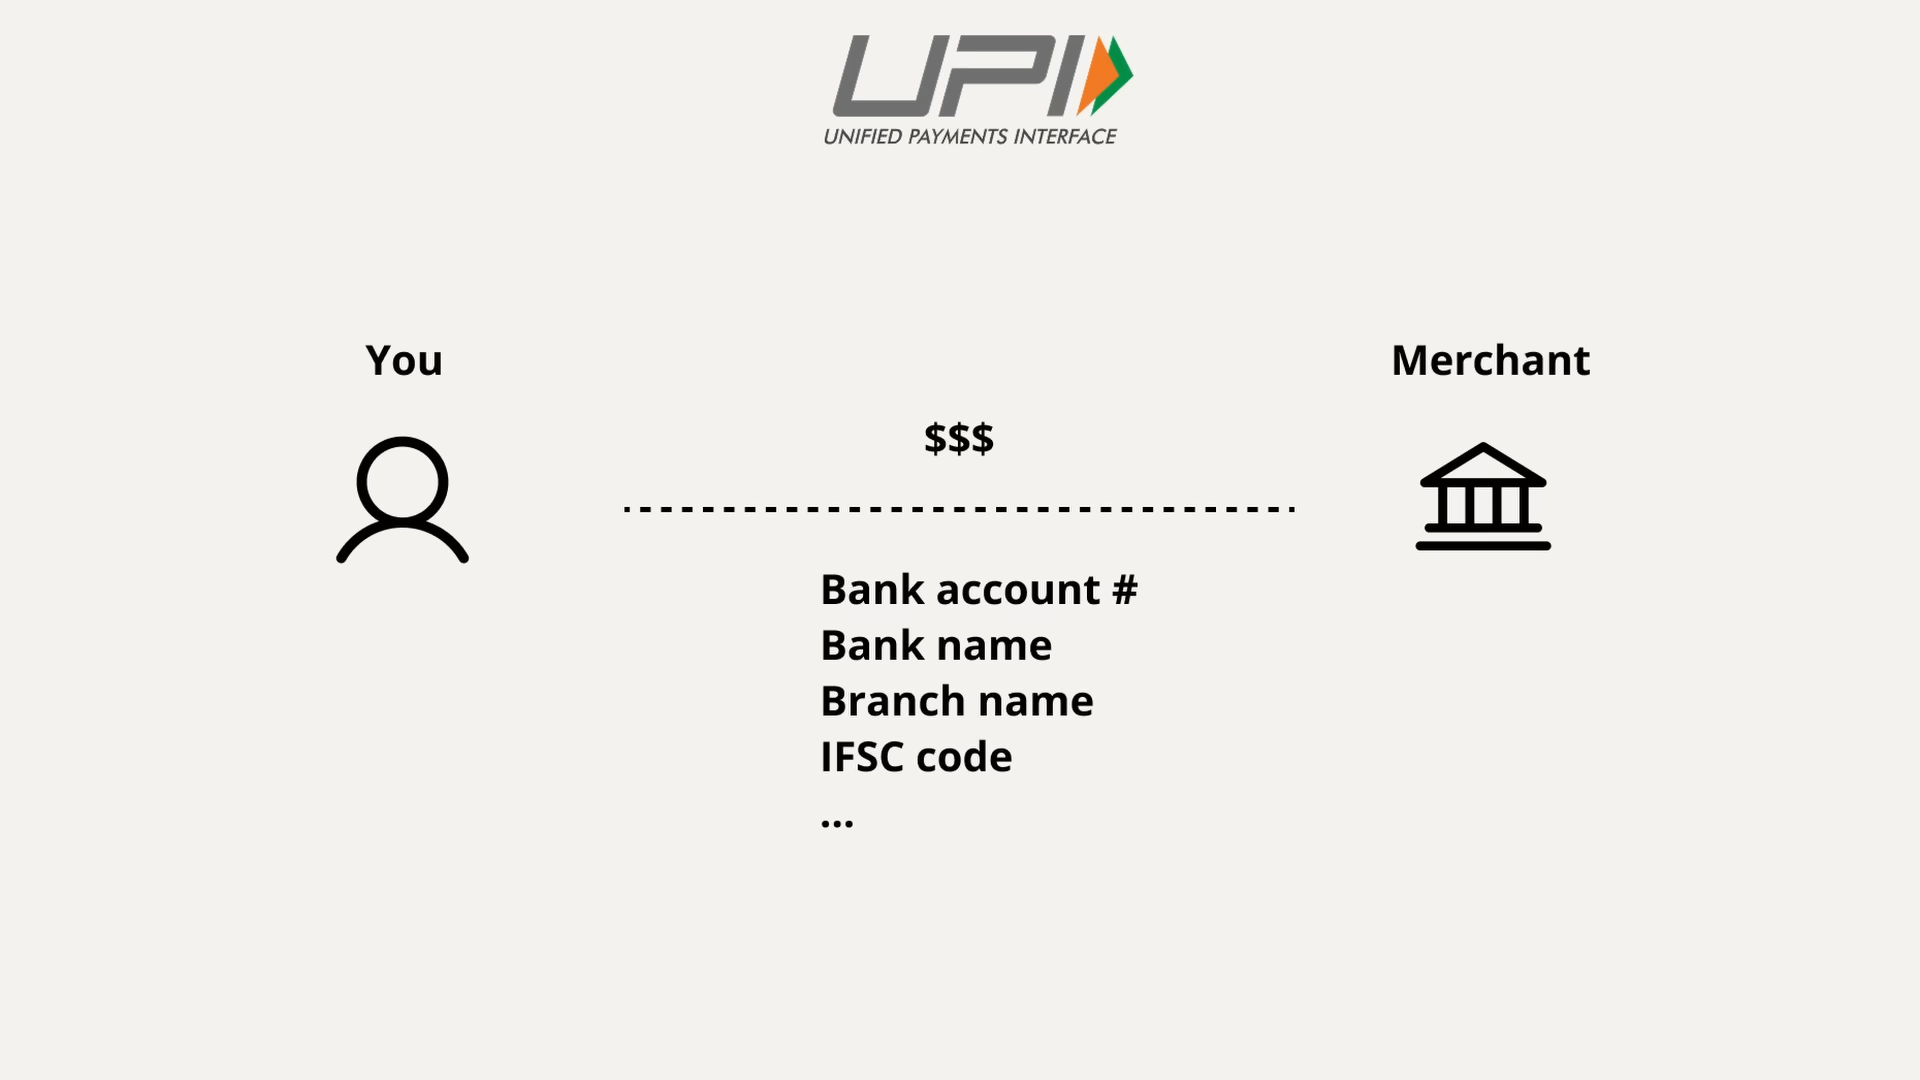 UPI
UNIFIED PAYMENTS INTERFACE
You
Merchant
$$$
Bank account #
Bank name
Branch name
IFSC code
...